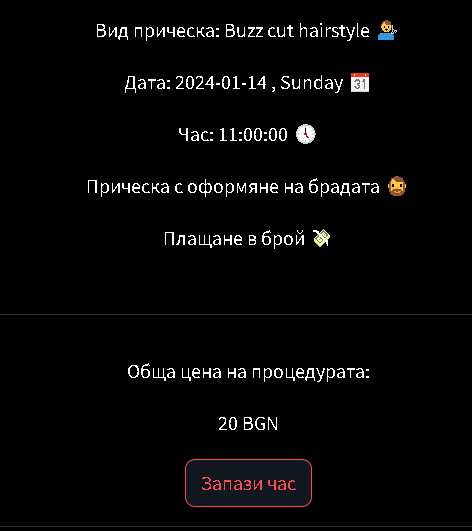 Вид прическа: Buzz cut hairstyle 💇‍♂️
Дата: 2024-01-14 , Sunday 📅
Час: 11:00:00 🕔
Прическа с оформяне на брадата 🧔
Плащане в брой 💸
Обща цена на процедурата:
20 BGN
Запази час